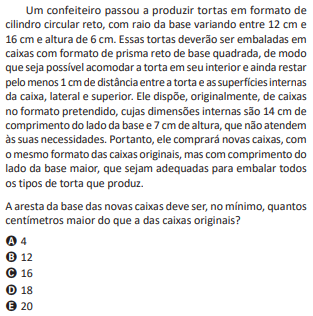 Um confeiteiro passou a produzir tortas em formato de
cilindro circular reto, com raio da base variando entre 12 cm e
16 cm e altura de 6 cm. Essas tortas deverão ser embaladas em
caixas com formato de prisma reto de base quadrada, de modo
que seja possível acomodar a torta em seu interior e ainda restar
pelo menos 1 cm de distância entre a torta e as superfícies internas
da caixa, lateral e superior. Ele dispõe, originalmente, de caixas
no formato pretendido, cujas dimensões internas são 14 cm de
comprimento do lado da base e 7 cm de altura, que não atendem
às suas necessidades. Portanto, ele comprará novas caixas, com
o mesmo formato das caixas originais, mas com comprimento do
lado da base maior, que sejam adequadas para embalar todos
os tipos de torta que produz.
A aresta da base das novas caixas deve ser, no mínimo, quantos
centímetros maior do que a das caixas originais?
A 4
B 12
C 16
D 18
E 20